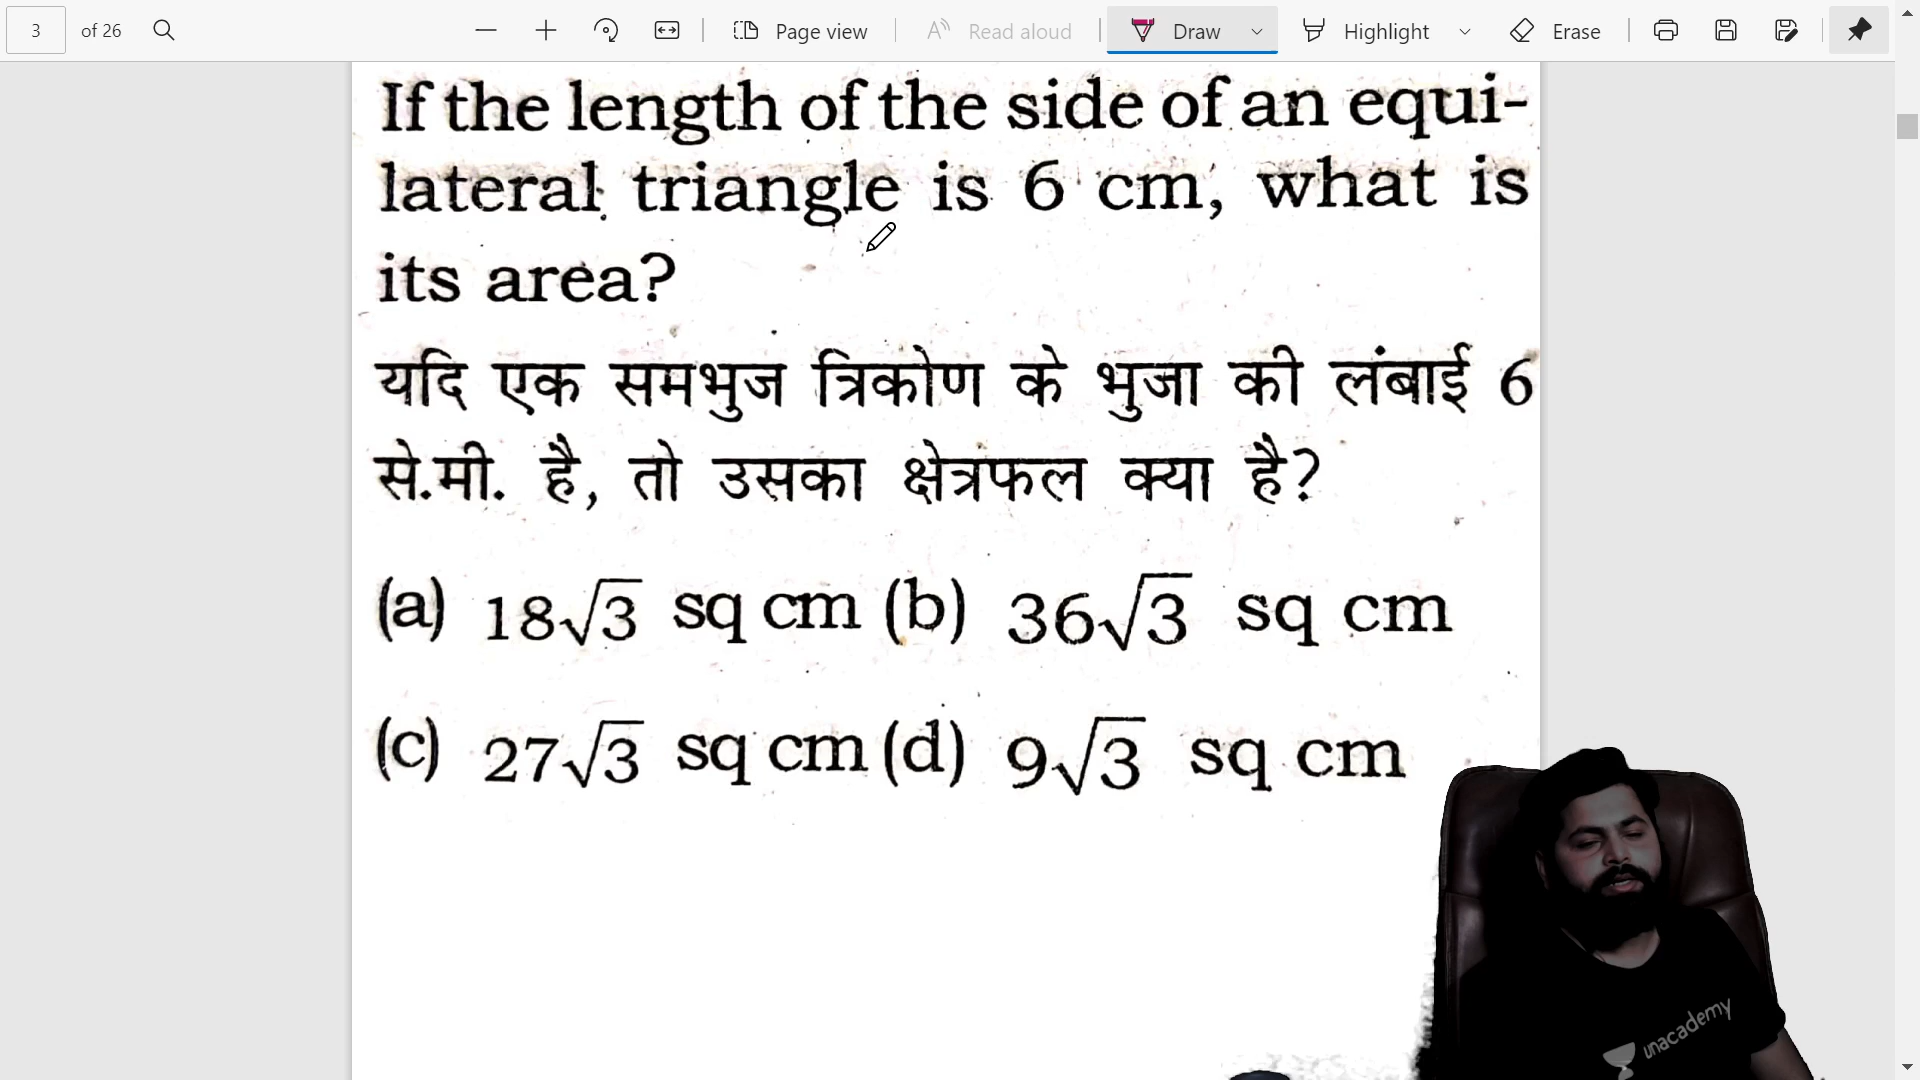 3 of 26 Page view Read aloud Draw Highlight Erase
If the length of the side of an equi-
lateral triangle is 6 cm, what is
its area?
यदि एक समभुज त्रिकोण के भुजा की लंबाई 6
से.मी. है, तो उसका क्षेत्रफल क्या है?
(a) 18√3 sq cm (b) 36√3 sq cm
(c) 27√3 sq cm (d) 9√3 sq cm
unacademy